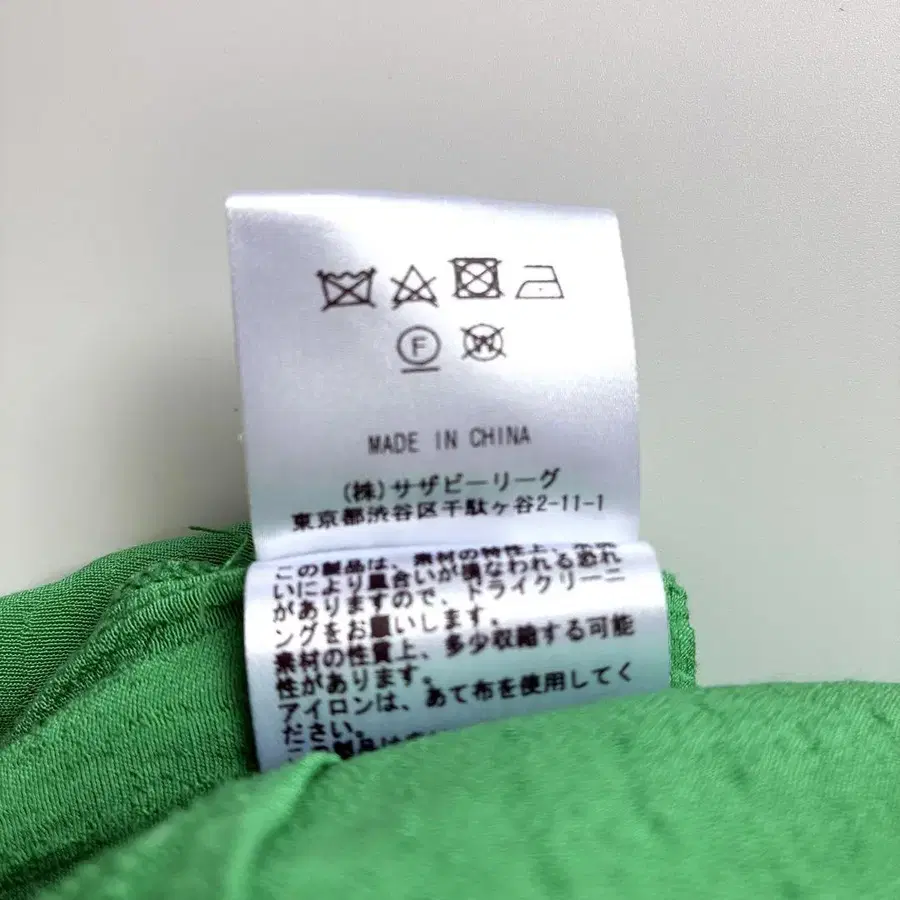 F
W
MADE IN CHINA
(株)サザビーリーグ
東京都渋谷区千駄ヶ谷2-11-1
この製品は、素材の特性上、
いにより風合いが損なわれる恐れ
がありますので、ドライクリーニ
ングをお願いします。
素材の性質上、多少収縮する可能
性があります。
アイロンは、あて布を使用してく
ださい。
この製品は